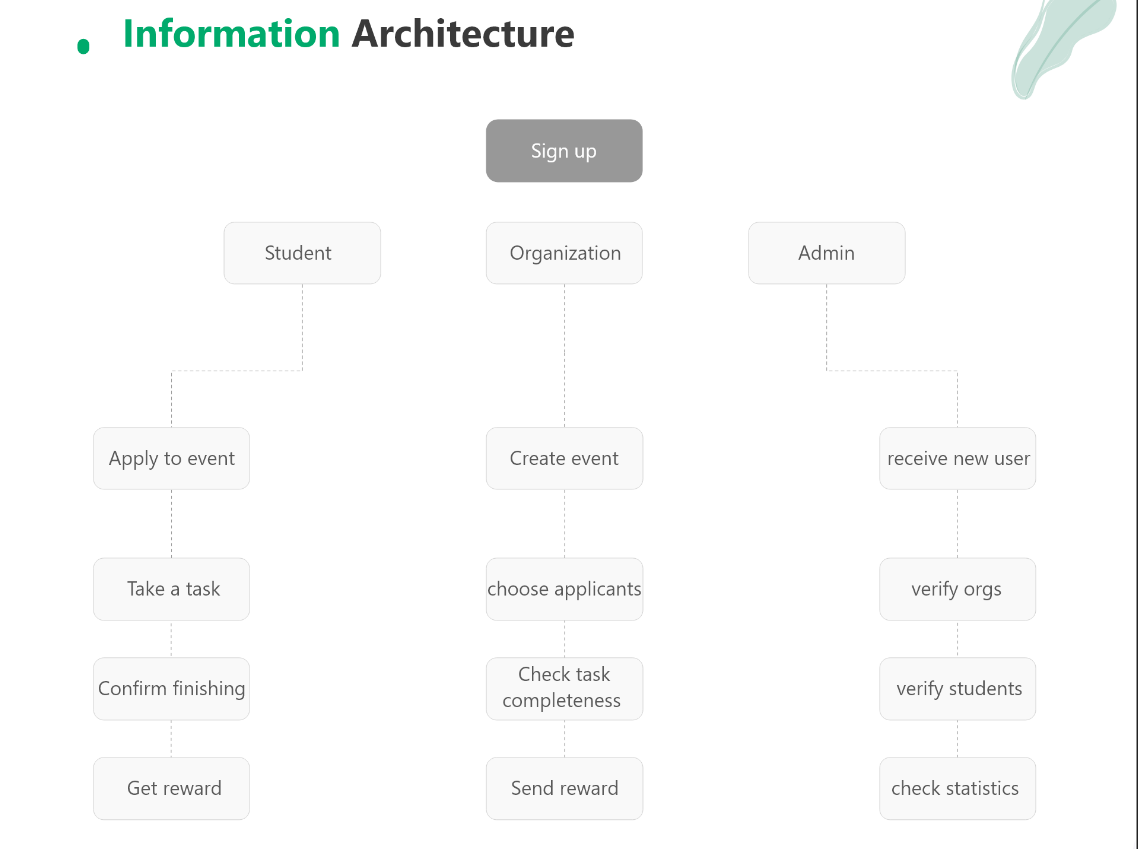 Information Architecture
Sign up
Student
Organization
Admin
Apply to event
Create event
receive new user
Take a task
choose applicants
verify orgs
Confirm finishing
Check task
completeness
verify students
Get reward
Send reward
check statistics